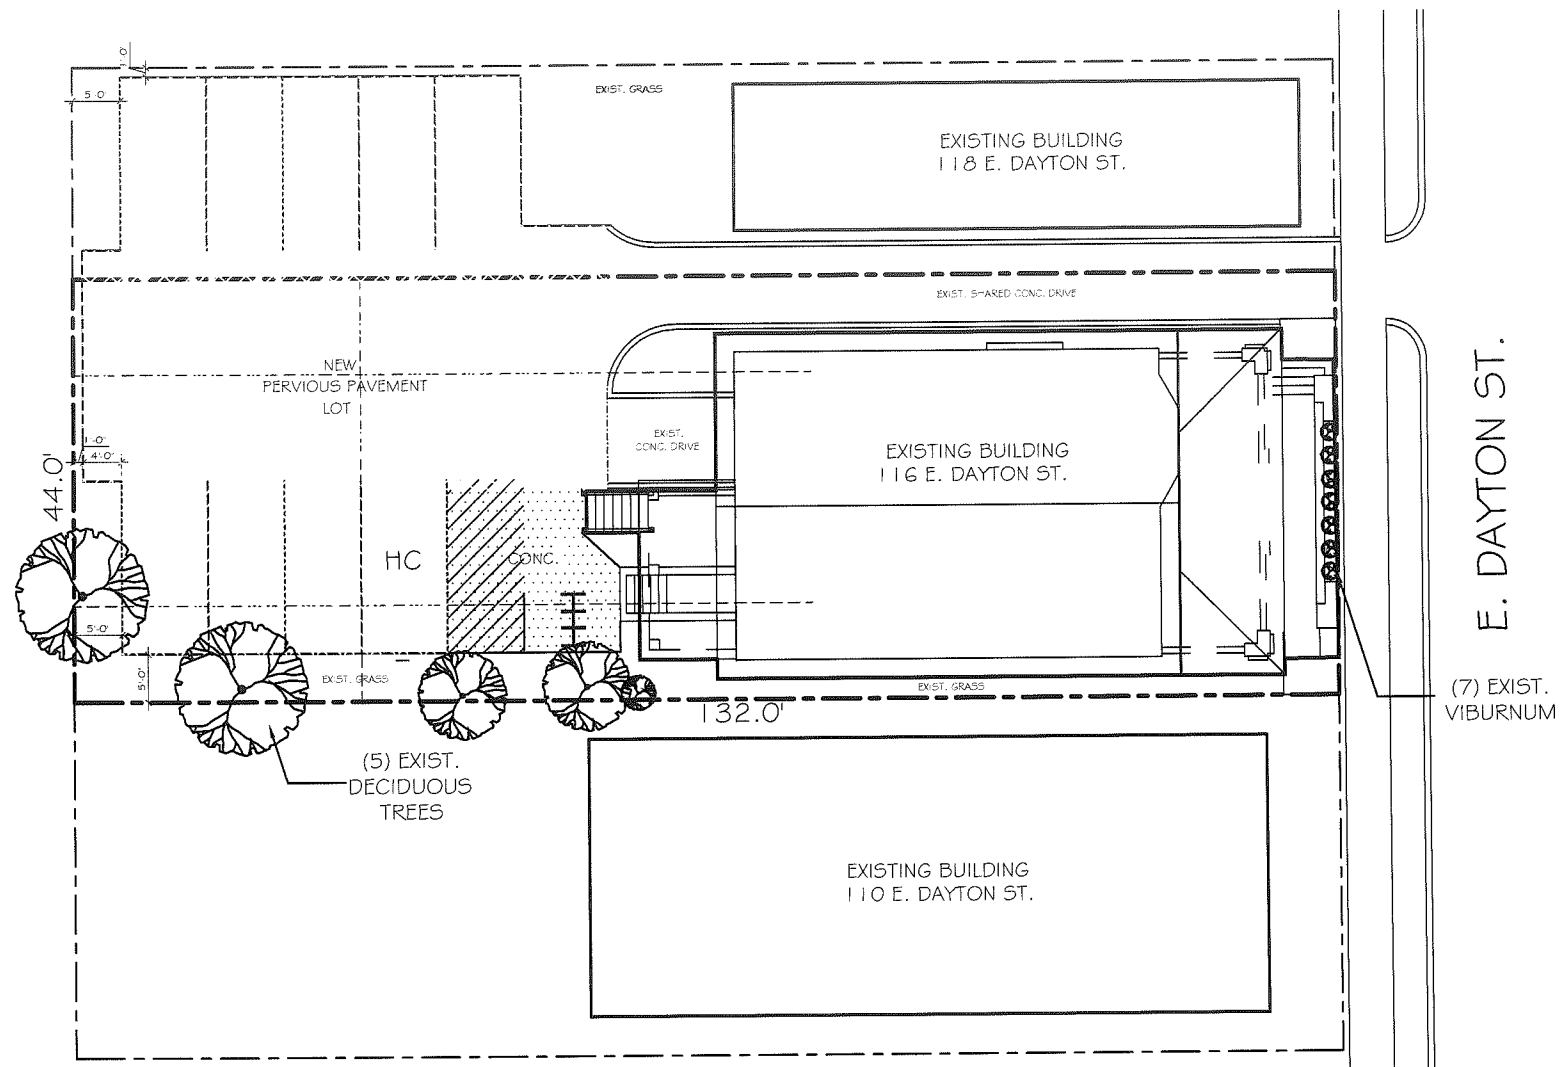 1'-0"
5'-0"
EXIST. GRASS
EXISTING BUILDING
118 E. DAYTON ST.
EXIST. SHARED CONC. DRIVE
NEW
PERVIOUS PAVEMENT
LOT
EXIST.
CONC. DRIVE
EXISTING BUILDING
116 E. DAYTON ST.
E. DAYTON ST.
1'-0"
4'-0"
44.0'
HC
CONC.
5'-0"
5'-0"
EXIST. GRASS
EXIST. GRASS
132.0'
(7) EXIST.
VIBURNUM
(5) EXIST.
DECIDUOUS
TREES
EXISTING BUILDING
110 E. DAYTON ST.